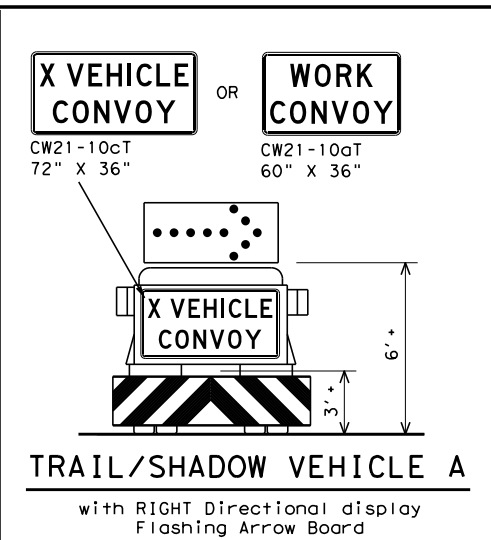 X VEHICLE
CONVOY
OR
WORK
CONVOY
CW21-10cT
72" X 36"
CW21-10aT
60" X 36"
X VEHICLE
CONVOY
6'+
3'+
TRAIL/SHADOW VEHICLE A
with RIGHT Directional display
Flashing Arrow Board